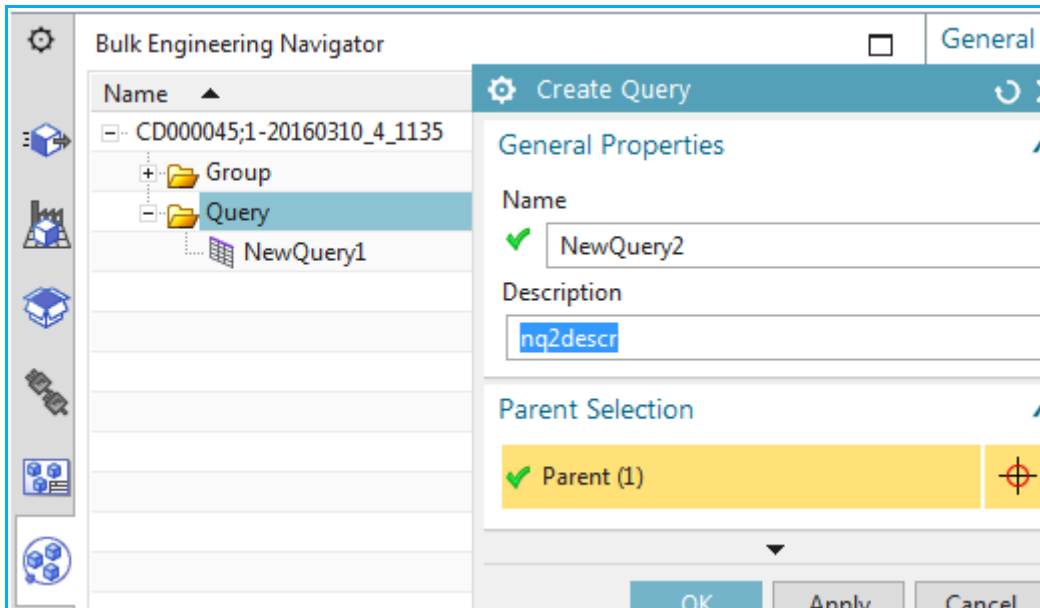 Bulk Engineering Navigator
General
Name
Create Query
CD000045;1-20160310_4_1135
General Properties
Group
Name
Query
NewQuery2
NewQuery1
Description
nq2descr
Parent Selection
Parent (1)
OK
Apply
Cancel